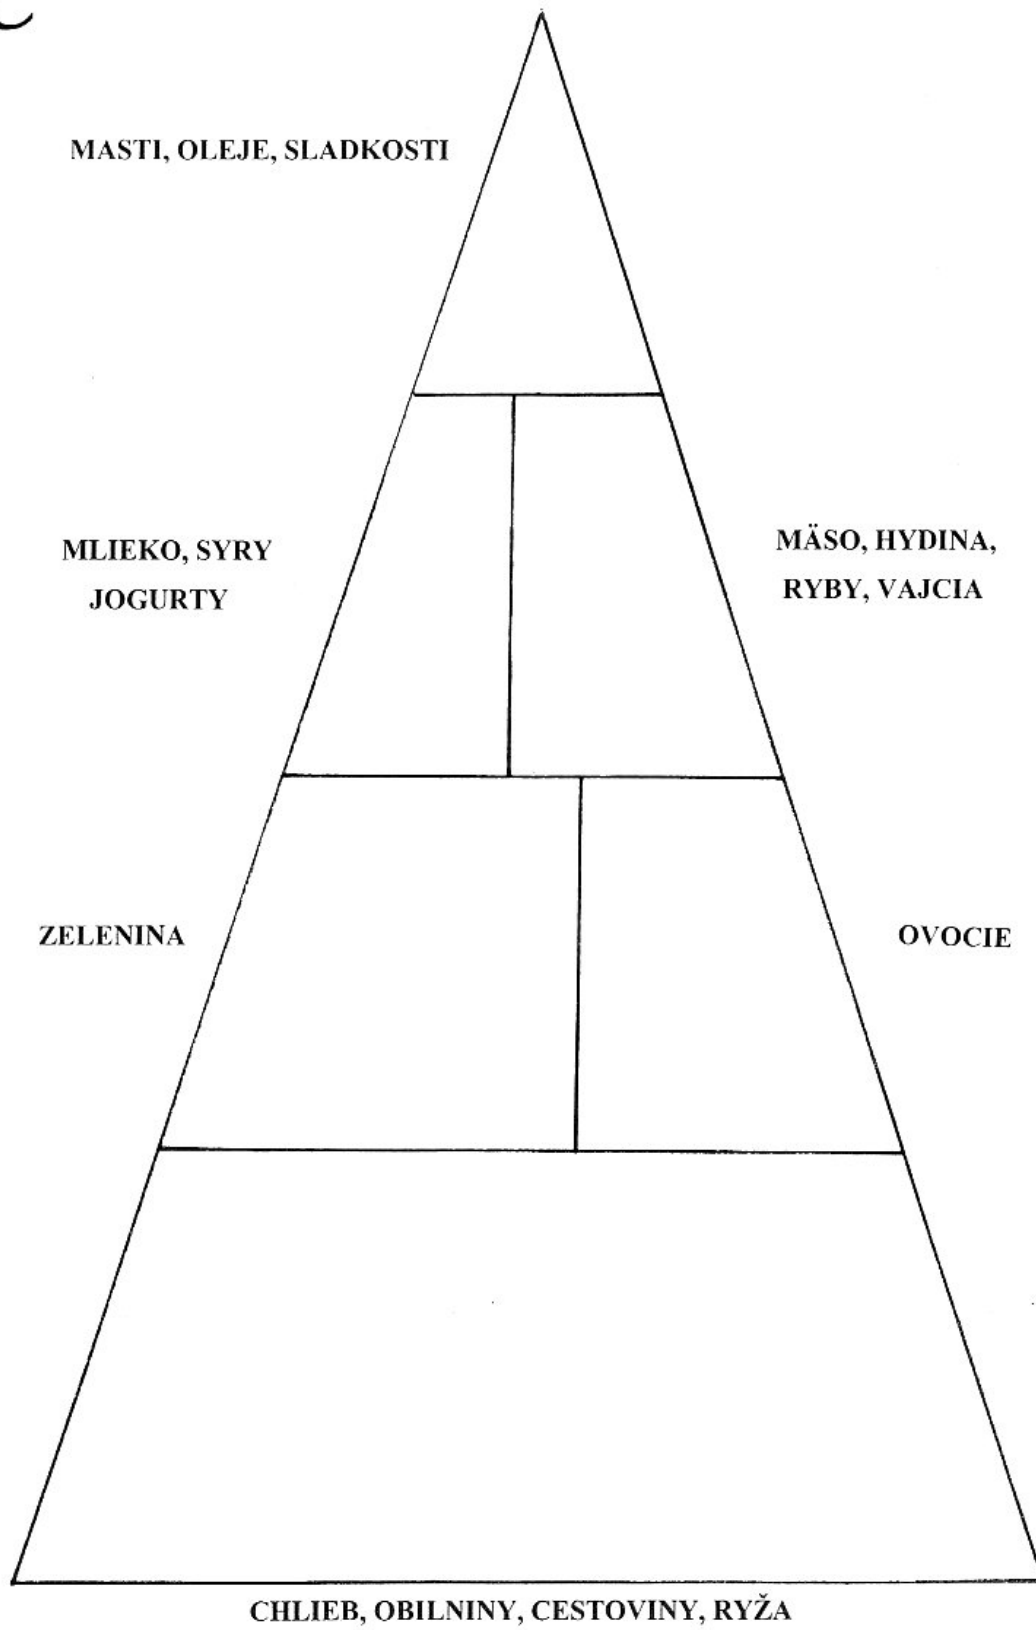 MASTI, OLEJE, SLADKOSTI
MLIEKO, SYRY
JOGURTY
MÄSO, HYDINA,
RYBY, VAJCIA
ZELENINA
OVOCIE
CHLIEB, OBILNINY, CESTOVINY, RYŽA